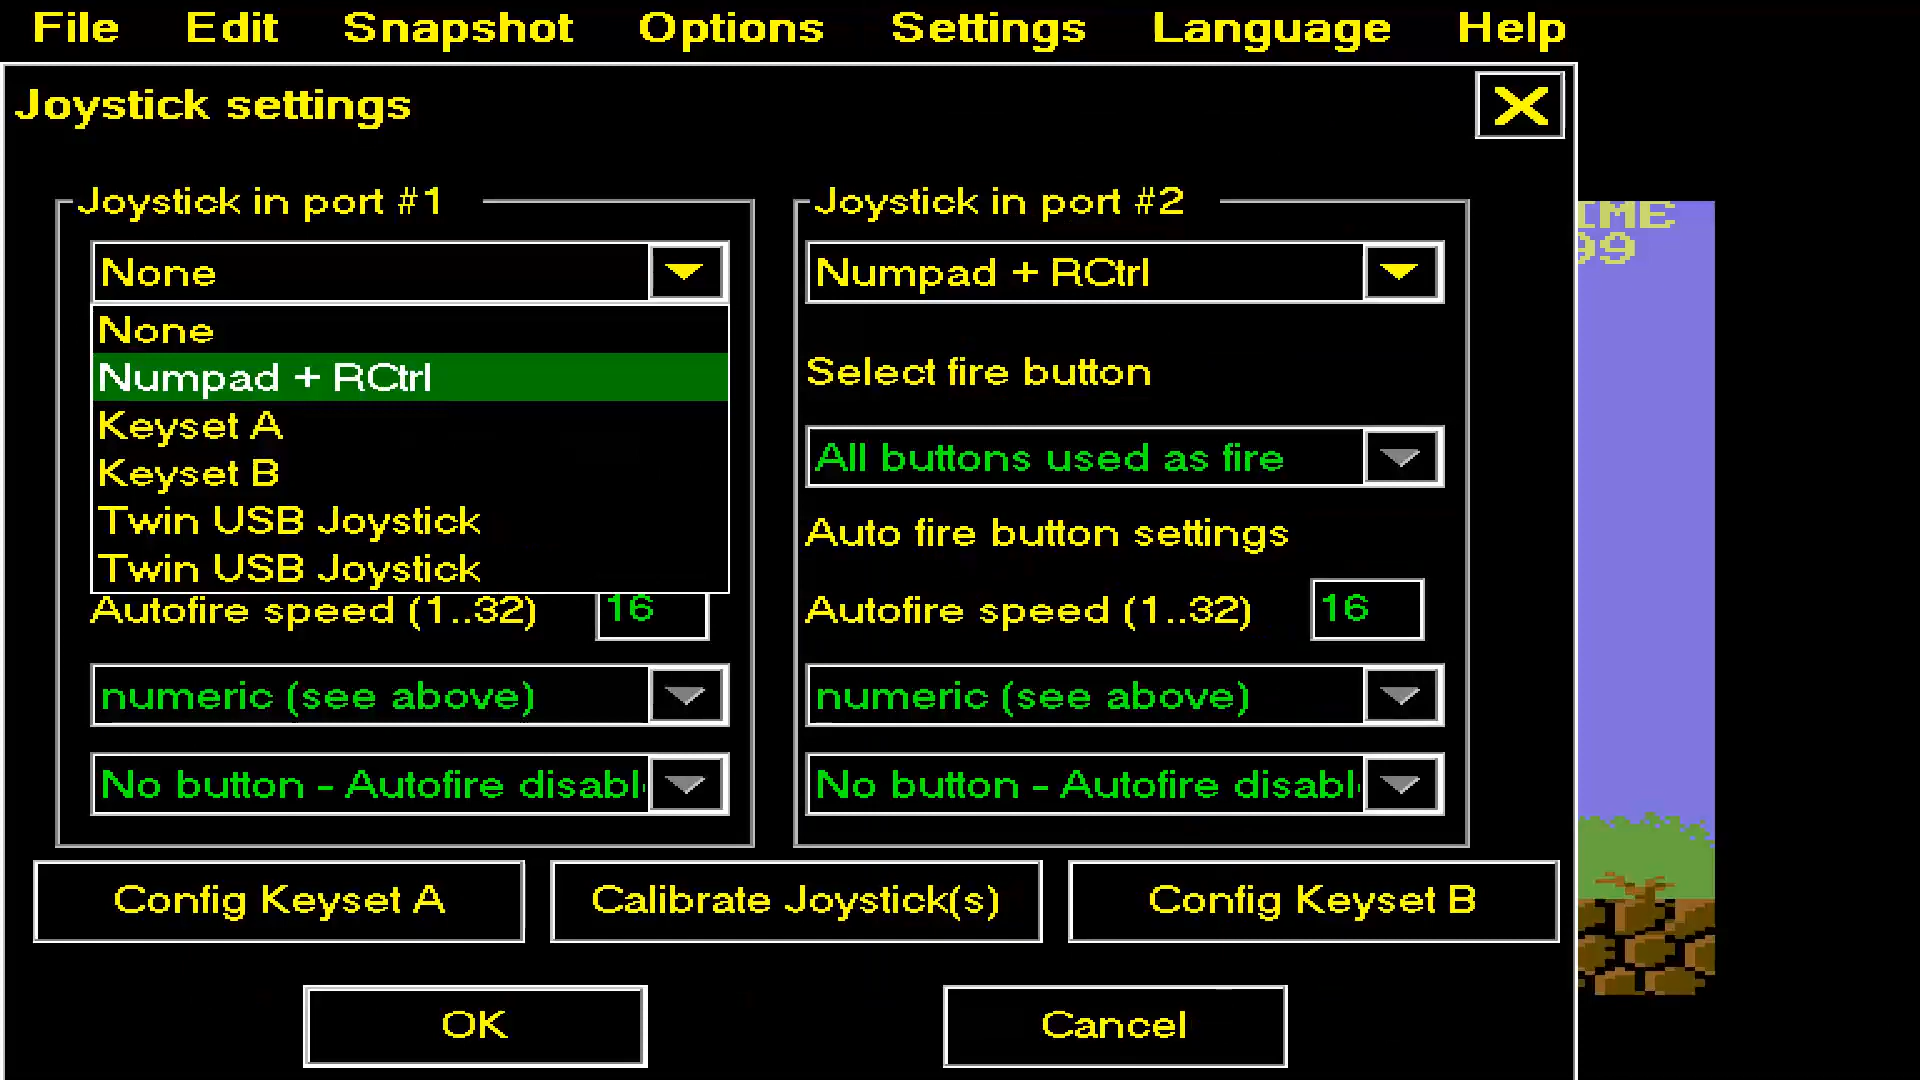 File Edit Snapshot Options Settings Language Help
Joystick settings
Joystick in port #1
None
None
Numpad + RCtrl
Keyset A
Keyset B
Twin USB Joystick
Twin USB Joystick
Autofire speed (1..32) 16
numeric (see above)
No button - Autofire disabl
Joystick in port #2
Numpad + RCtrl
Select fire button
All buttons used as fire
Auto fire button settings
Autofire speed (1..32) 16
numeric (see above)
No button - Autofire disabl
Config Keyset A
Calibrate Joystick(s)
Config Keyset B
OK
Cancel
IME
99